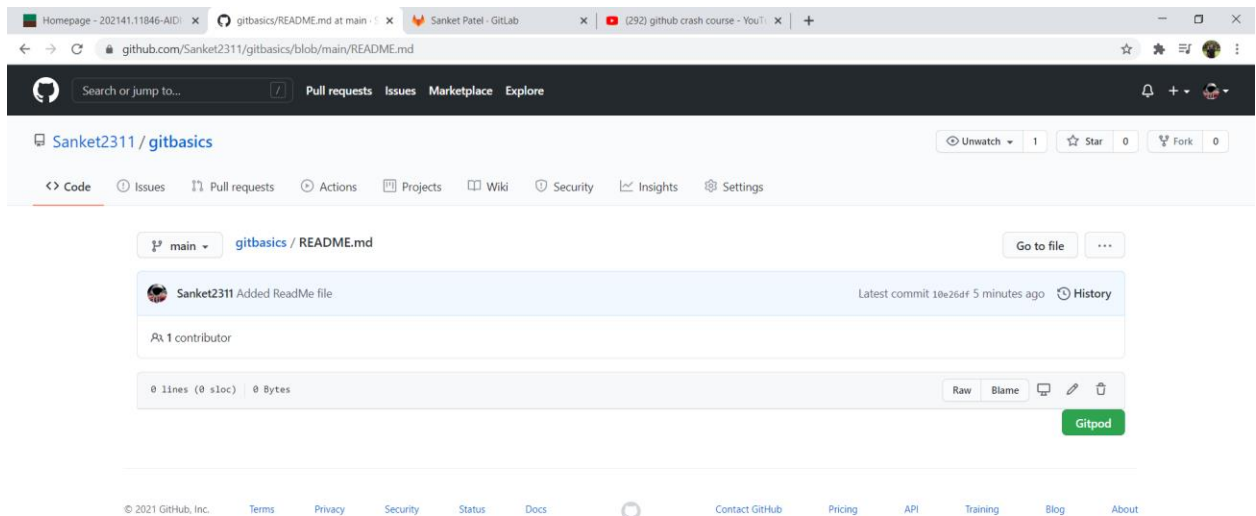 Homepage - 202141.11846-AIDI
gitbasics/README.md at main · S
Sanket Patel · GitLab
(292) github crash course - YouTu
github.com/Sanket2311/gitbasics/blob/main/README.md
Search or jump to... /
Pull requests Issues Marketplace Explore
Sanket2311 / gitbasics
Unwatch 1 Star 0 Fork 0
Code Issues Pull requests Actions Projects Wiki Security Insights Settings
main gitbasics / README.md Go to file ...
Sanket2311 Added ReadMe file Latest commit 10e26df 5 minutes ago History
1 contributor
0 lines (0 sloc) 0 Bytes Raw Blame
Gitpod
© 2021 GitHub, Inc. Terms Privacy Security Status Docs Contact GitHub Pricing API Training Blog About